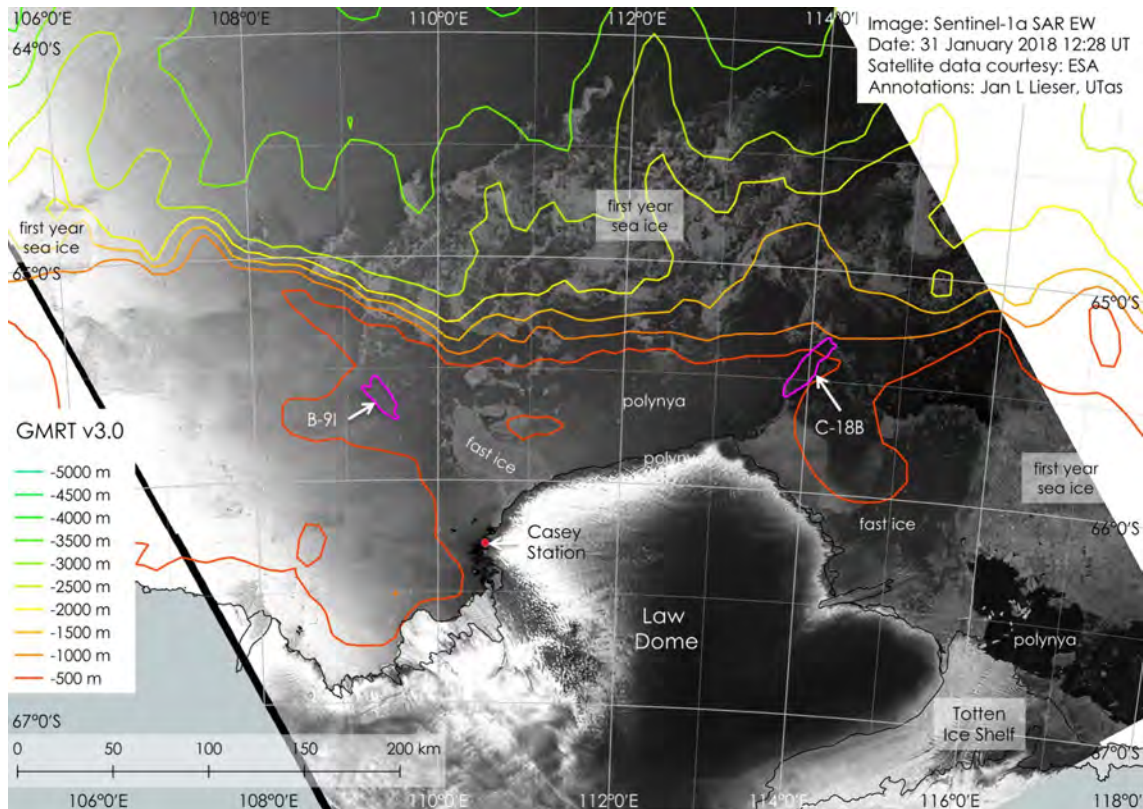 106°0'E
108°0'E
110°0'E
112°0'E
114°0'E
Image: Sentinel-1a SAR EW
Date: 31 January 2018 12:28 UT
Satellite data courtesy: ESA
Annotations: Jan L Lieser, UTas
64°0'S
first year
sea ice
first year
sea ice
65°0'S
65°0'S
B-9I
polynya
C-18B
GMRT v3.0
-5000 m
-4500 m
-4000 m
-3500 m
-3000 m
-2500 m
-2000 m
-1500 m
-1000 m
-500 m
fast ice
polyny
first year
sea ice
fast ice
66°0'S
Casey
Station
Law
Dome
polynya
67°0'S
Totten
Ice Shelf
67°0'S
0 50 100 150 200 km
106°0'E
108°0'E
110°0'E
112°0'E
114°0'E
116°0'E
118°0'